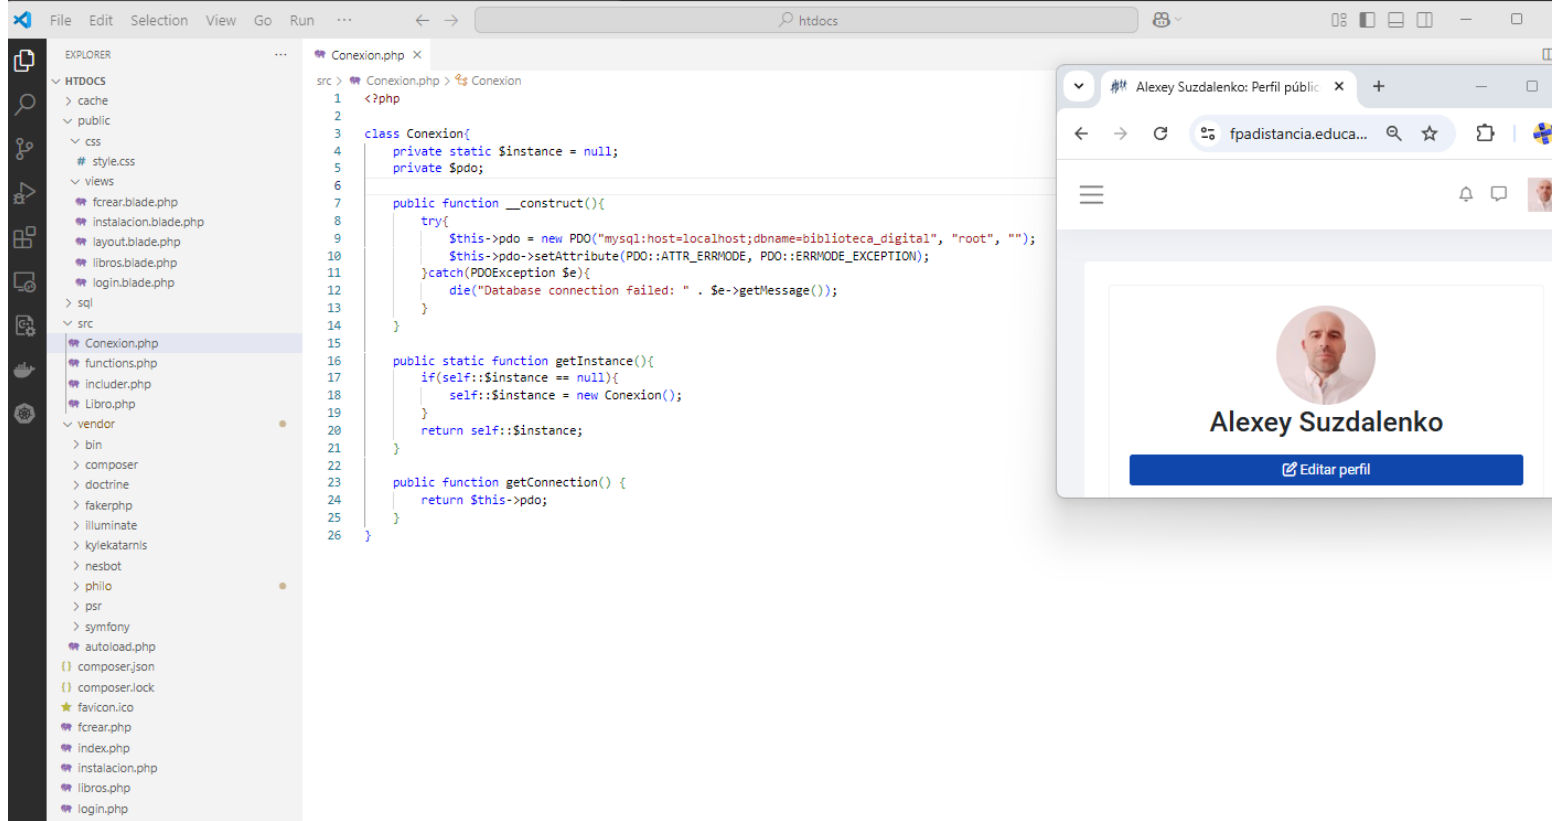 File Edit Selection View Go Run ··· htdocs
EXPLORER ···
HTDOCS
cache
public
css
# style.css
views
fcrear.blade.php
instalacion.blade.php
layout.blade.php
libros.blade.php
login.blade.php
sql
src
Conexion.php
functions.php
includer.php
Libro.php
vendor
bin
composer
doctrine
fakerphp
illuminate
kylekatarnls
nesbot
philo
psr
symfony
autoload.php
{} composer.json
{} composer.lock
favicon.ico
fcrear.php
index.php
instalacion.php
libros.php
login.php
Conexion.php ×
src > Conexion.php > Conexion
1 <?php
2
3 class Conexion{
4 private static $instance = null;
5 private $pdo;
6
7 public function __construct(){
8 try{
9 $this->pdo = new PDO("mysql:host=localhost;dbname=biblioteca_digital", "root", "");
10 $this->pdo->setAttribute(PDO::ATTR_ERRMODE, PDO::ERRMODE_EXCEPTION);
11 }catch(PDOException $e){
12 die("Database connection failed: " . $e->getMessage());
13 }
14 }
15
16 public static function getInstance(){
17 if(self::$instance == null){
18 self::$instance = new Conexion();
19 }
20 return self::$instance;
21 }
22
23 public function getConnection() {
24 return $this->pdo;
25 }
26 }
Alexey Suzdalenko: Perfil públic
fpadistancia.educa...
Alexey Suzdalenko
Editar perfil